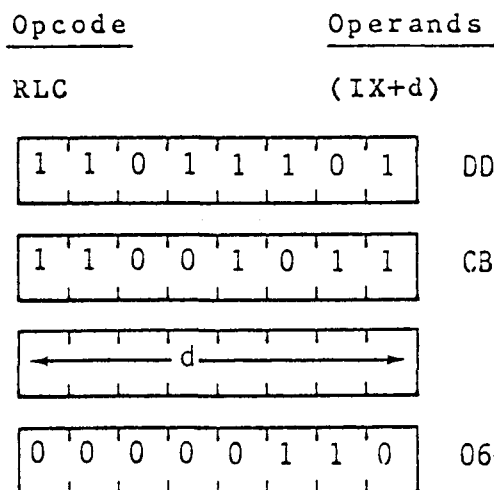 Opcode Operands
RLC (IX+d)
1 1 0 1 1 1 0 1 DD
1 1 0 0 1 0 1 1 CB
d
0 0 0 0 0 1 1 0 06